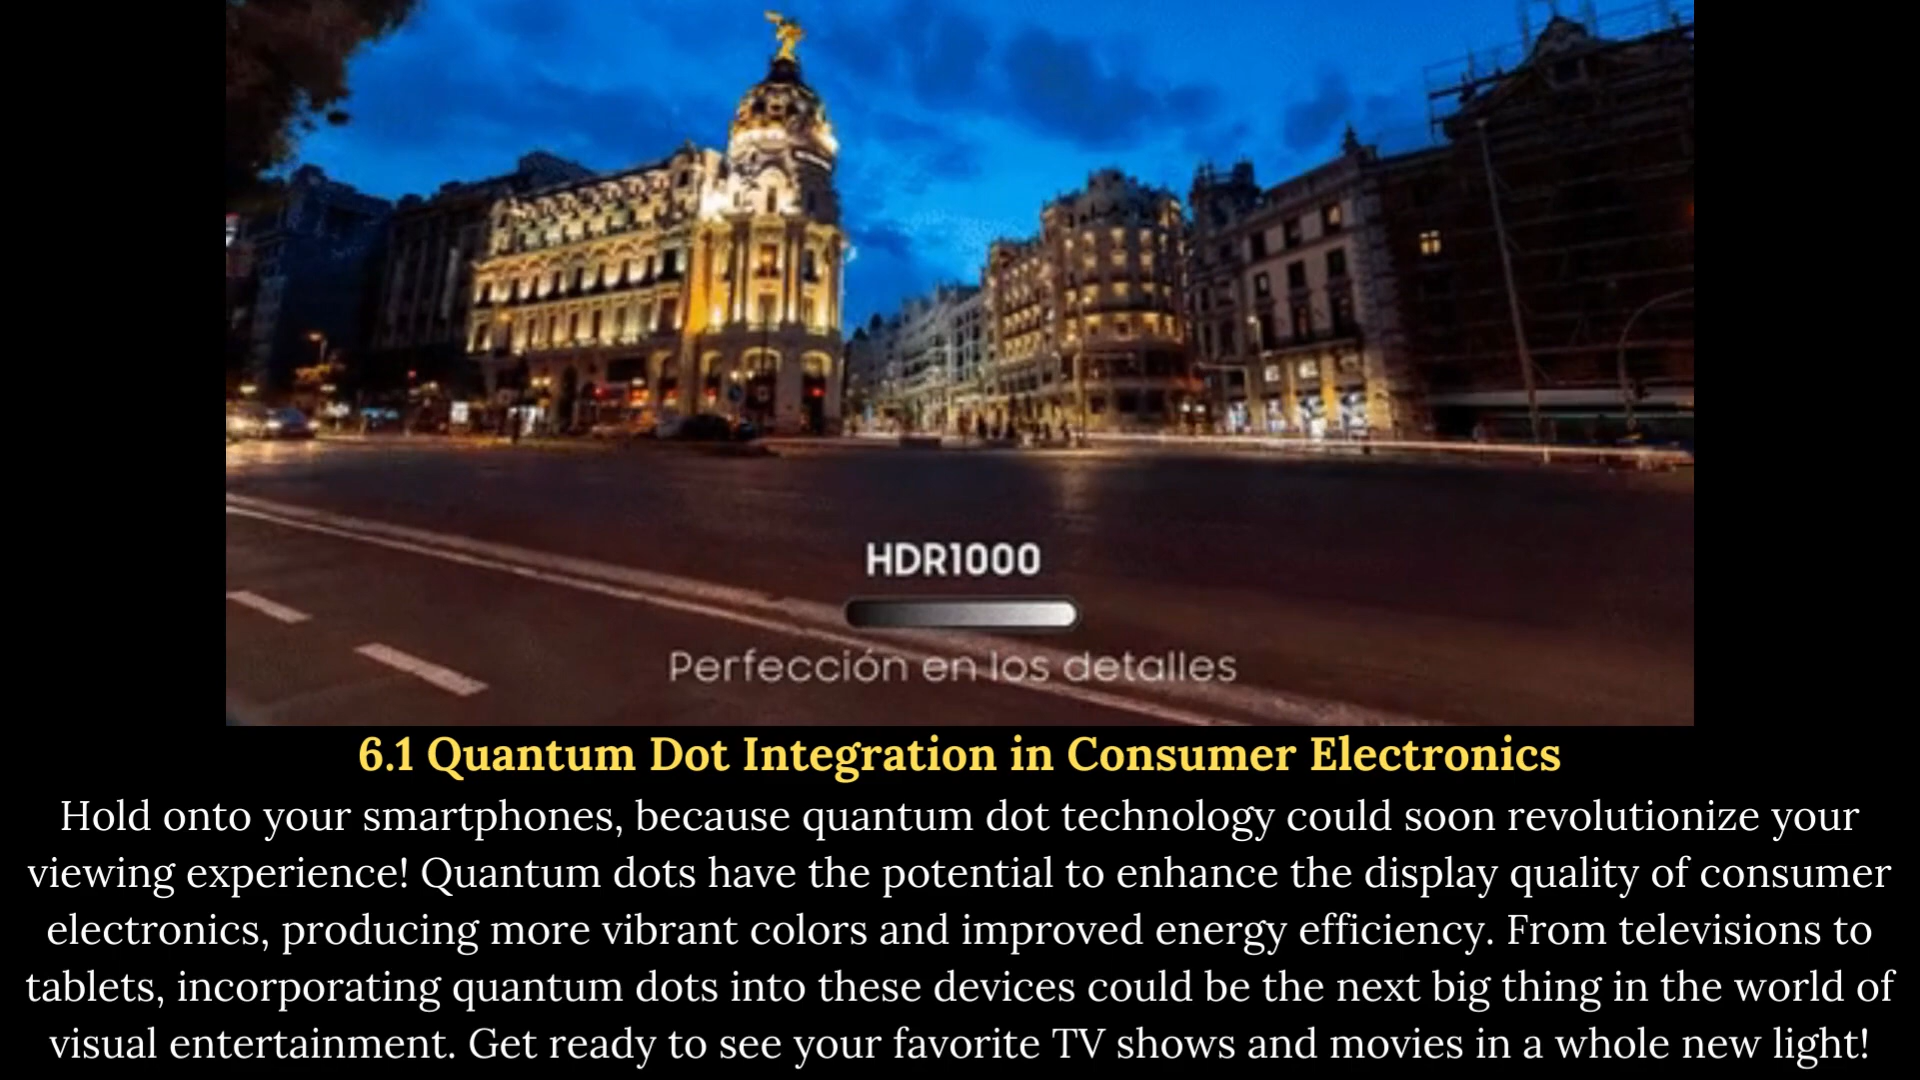 HDR1000
Perfección en los detalles
6.1 Quantum Dot Integration in Consumer Electronics
Hold onto your smartphones, because quantum dot technology could soon revolutionize your
viewing experience! Quantum dots have the potential to enhance the display quality of consumer
electronics, producing more vibrant colors and improved energy efficiency. From televisions to
tablets, incorporating quantum dots into these devices could be the next big thing in the world of
visual entertainment. Get ready to see your favorite TV shows and movies in a whole new light!